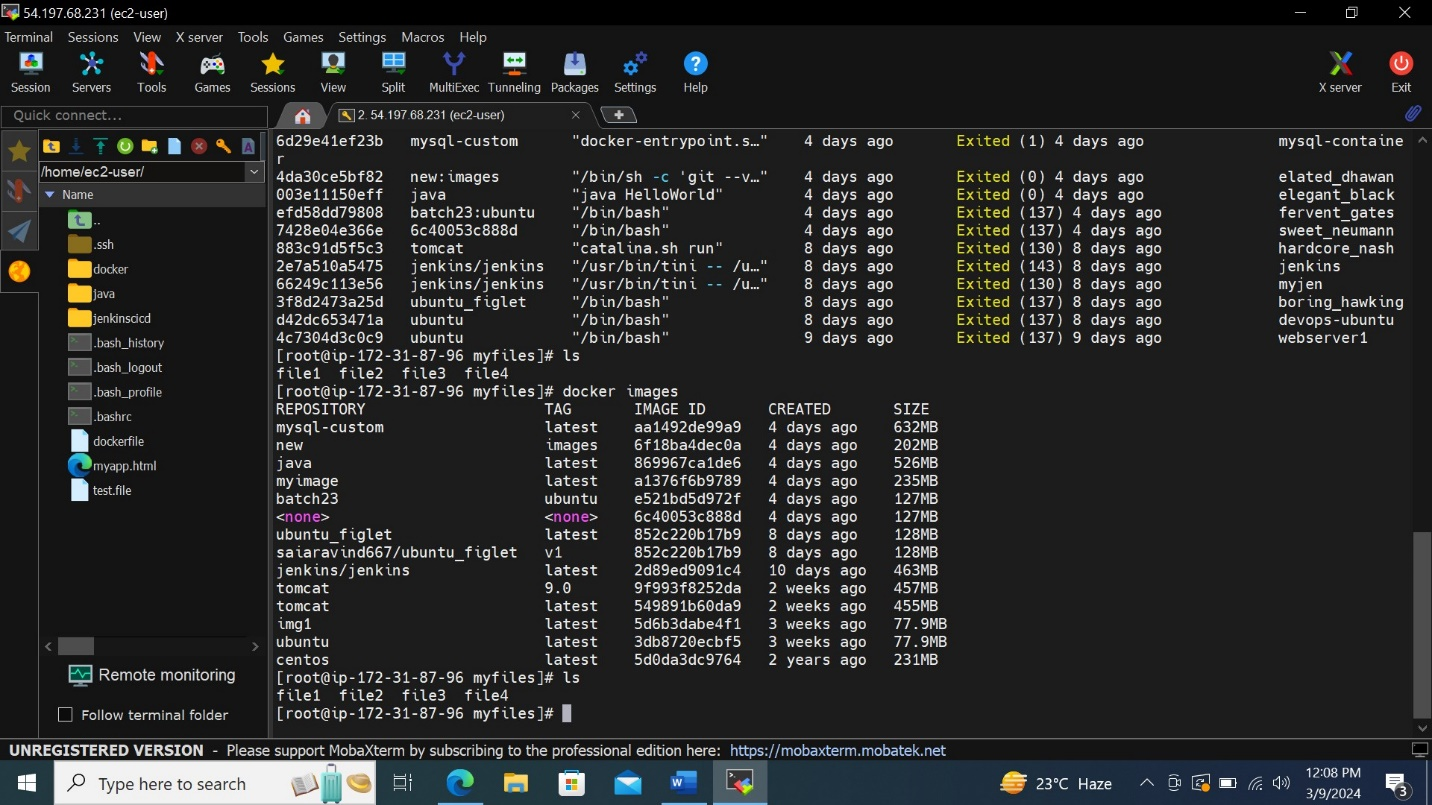 54.197.68.231 (ec2-user)
Terminal Sessions View X server Tools Games Settings Macros Help
Session Servers Tools Games Sessions View Split MultiExec Tunneling Packages Settings Help X server Exit
Quick connect...
2. 54.197.68.231 (ec2-user)
/home/ec2-user/
Name
..
.ssh
docker
java
jenkinscicd
.bash_history
.bash_logout
.bash_profile
.bashrc
dockerfile
myapp.html
test.file
Remote monitoring
Follow terminal folder
6d29e41ef23b mysql-custom "docker-entrypoint.s…" 4 days ago Exited (1) 4 days ago mysql-containe
r
4da30ce5bf82 new:images "/bin/sh -c 'git --v…" 4 days ago Exited (0) 4 days ago elated_dhawan
003e11150eff java "java HelloWorld" 4 days ago Exited (0) 4 days ago elegant_black
efd58dd79808 batch23:ubuntu "/bin/bash" 4 days ago Exited (137) 4 days ago fervent_gates
7428e04e366e 6c40053c888d "/bin/bash" 4 days ago Exited (137) 4 days ago sweet_neumann
883c91d5f5c3 tomcat "catalina.sh run" 8 days ago Exited (130) 8 days ago hardcore_nash
2e7a510a5475 jenkins/jenkins "/usr/bin/tini -- /u…" 8 days ago Exited (143) 8 days ago jenkins
66249c113e56 jenkins/jenkins "/usr/bin/tini -- /u…" 8 days ago Exited (130) 8 days ago myjen
3f8d2473a25d ubuntu_figlet "/bin/bash" 8 days ago Exited (137) 8 days ago boring_hawking
d42dc653471a ubuntu "/bin/bash" 8 days ago Exited (137) 8 days ago devops-ubuntu
4c7304d3c0c9 ubuntu "/bin/bash" 9 days ago Exited (137) 9 days ago webserver1
[root@ip-172-31-87-96 myfiles]# ls
file1 file2 file3 file4
[root@ip-172-31-87-96 myfiles]# docker images
REPOSITORY TAG IMAGE ID CREATED SIZE
mysql-custom latest aa1492de99a9 4 days ago 632MB
new images 6f18ba4dec0a 4 days ago 202MB
java latest 869967ca1de6 4 days ago 526MB
myimage latest a1376f6b9789 4 days ago 235MB
batch23 ubuntu e521bd5d972f 4 days ago 127MB
<none> <none> 6c40053c888d 4 days ago 127MB
ubuntu_figlet latest 852c220b17b9 8 days ago 128MB
saiaravind667/ubuntu_figlet v1 852c220b17b9 8 days ago 128MB
jenkins/jenkins latest 2d89ed9091c4 10 days ago 463MB
tomcat 9.0 9f993f8252da 2 weeks ago 457MB
tomcat latest 549891b60da9 2 weeks ago 455MB
img1 latest 5d6b3dabe4f1 3 weeks ago 77.9MB
ubuntu latest 3db8720ecbf5 3 weeks ago 77.9MB
centos latest 5d0da3dc9764 2 years ago 231MB
[root@ip-172-31-87-96 myfiles]# ls
file1 file2 file3 file4
[root@ip-172-31-87-96 myfiles]#
UNREGISTERED VERSION - Please support MobaXterm by subscribing to the professional edition here: https://mobaxterm.mobatek.net
Type here to search
23°C Haze
12:08 PM
3/9/2024
3